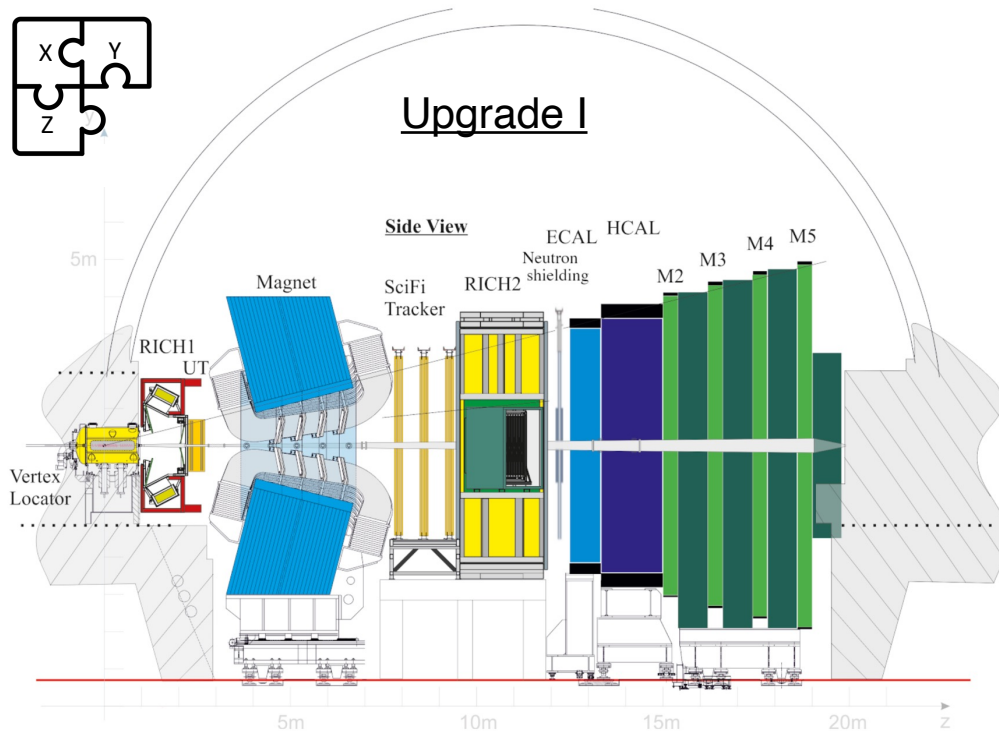 X
Y
Z
y
Upgrade I
5m
Side View
ECAL
HCAL
Neutron
shielding
M2
M3
M4
M5
Magnet
SciFi
Tracker
RICH2
RICH1
UT
Vertex
Locator
5m
10m
15m
20m
z